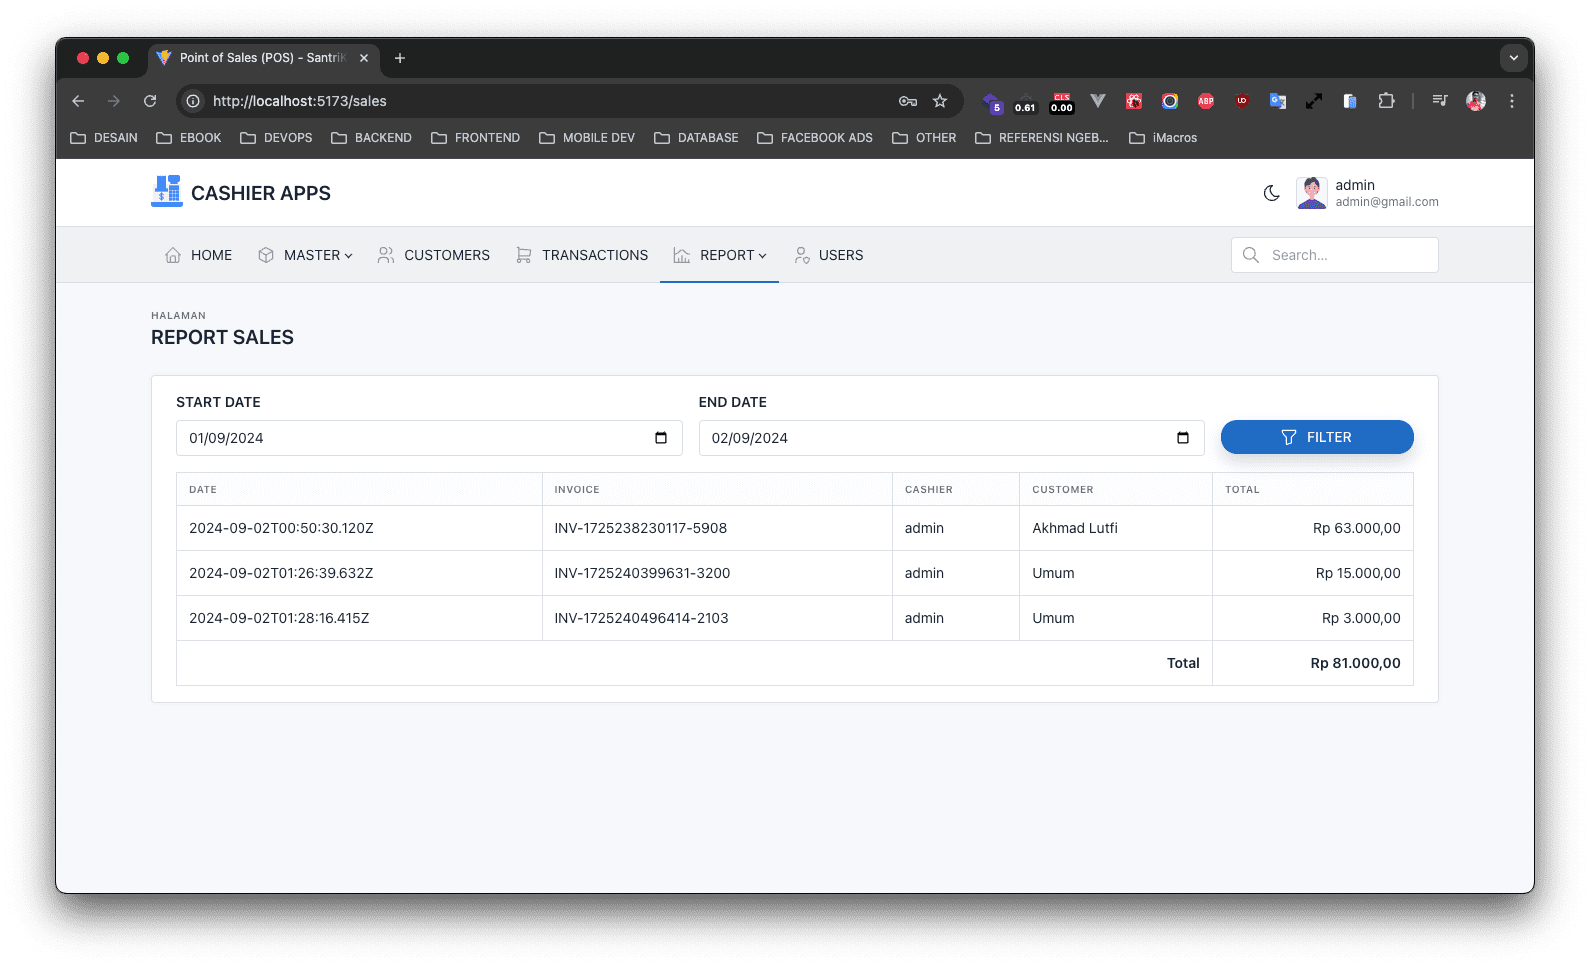 Point of Sales (POS) - Santri
http://localhost:5173/sales
5 0.61 CLS 0.00 ABP
DESAIN EBOOK DEVOPS BACKEND FRONTEND MOBILE DEV DATABASE FACEBOOK ADS OTHER REFERENSI NGEB... iMacros
CASHIER APPS
admin
admin@gmail.com
HOME MASTER CUSTOMERS TRANSACTIONS REPORT USERS Search...
HALAMAN
REPORT SALES
START DATE END DATE
01/09/2024 02/09/2024 FILTER
DATE INVOICE CASHIER CUSTOMER TOTAL
2024-09-02T00:50:30.120Z INV-1725238230117-5908 admin Akhmad Lutfi Rp 63.000,00
2024-09-02T01:26:39.632Z INV-1725240399631-3200 admin Umum Rp 15.000,00
2024-09-02T01:28:16.415Z INV-1725240496414-2103 admin Umum Rp 3.000,00
Total Rp 81.000,00